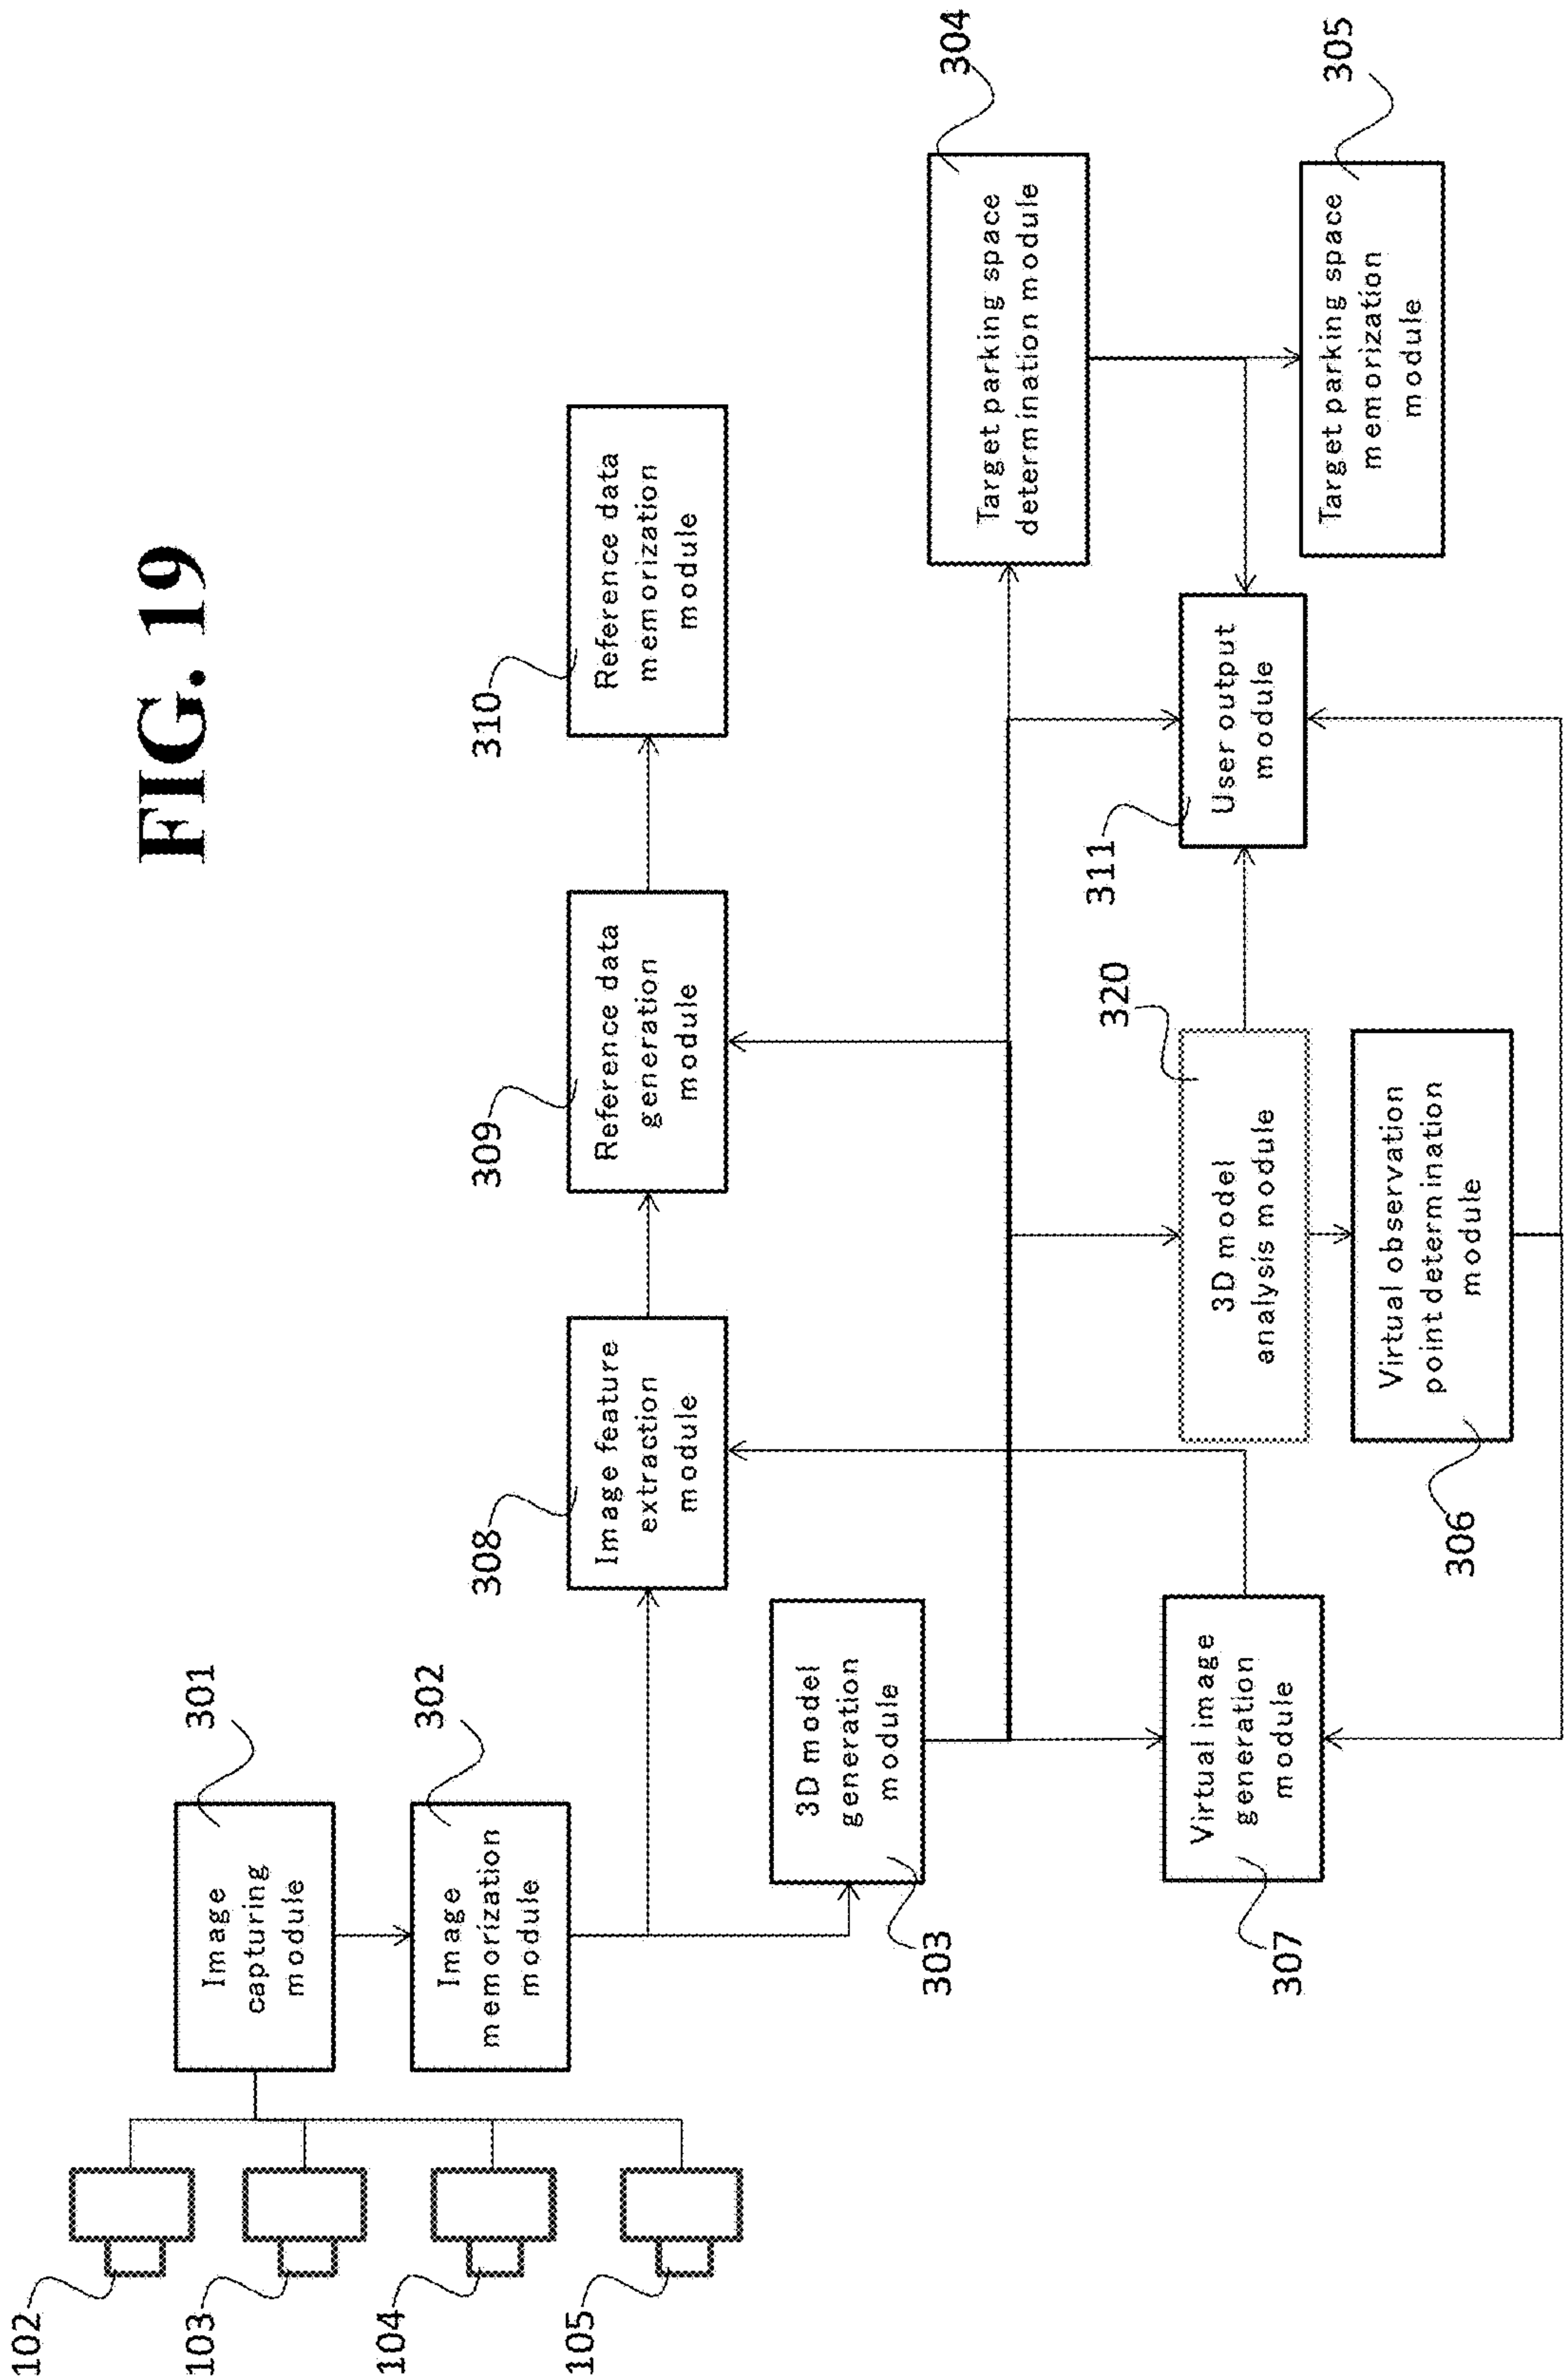 FIG. 19
102
103
104
105
301
Image
capturing
module
302
Image
memorization
module
308
Image feature
extraction
module
309
Reference data
generation
module
310
Reference data
memorization
module
303
3D model
generation
module
304
Target parking space
determination module
307
Virtual image
generation
module
320
3D model
analysis module
311
User output
module
305
Target parking space
memorization
module
306
Virtual observation
point determination
module